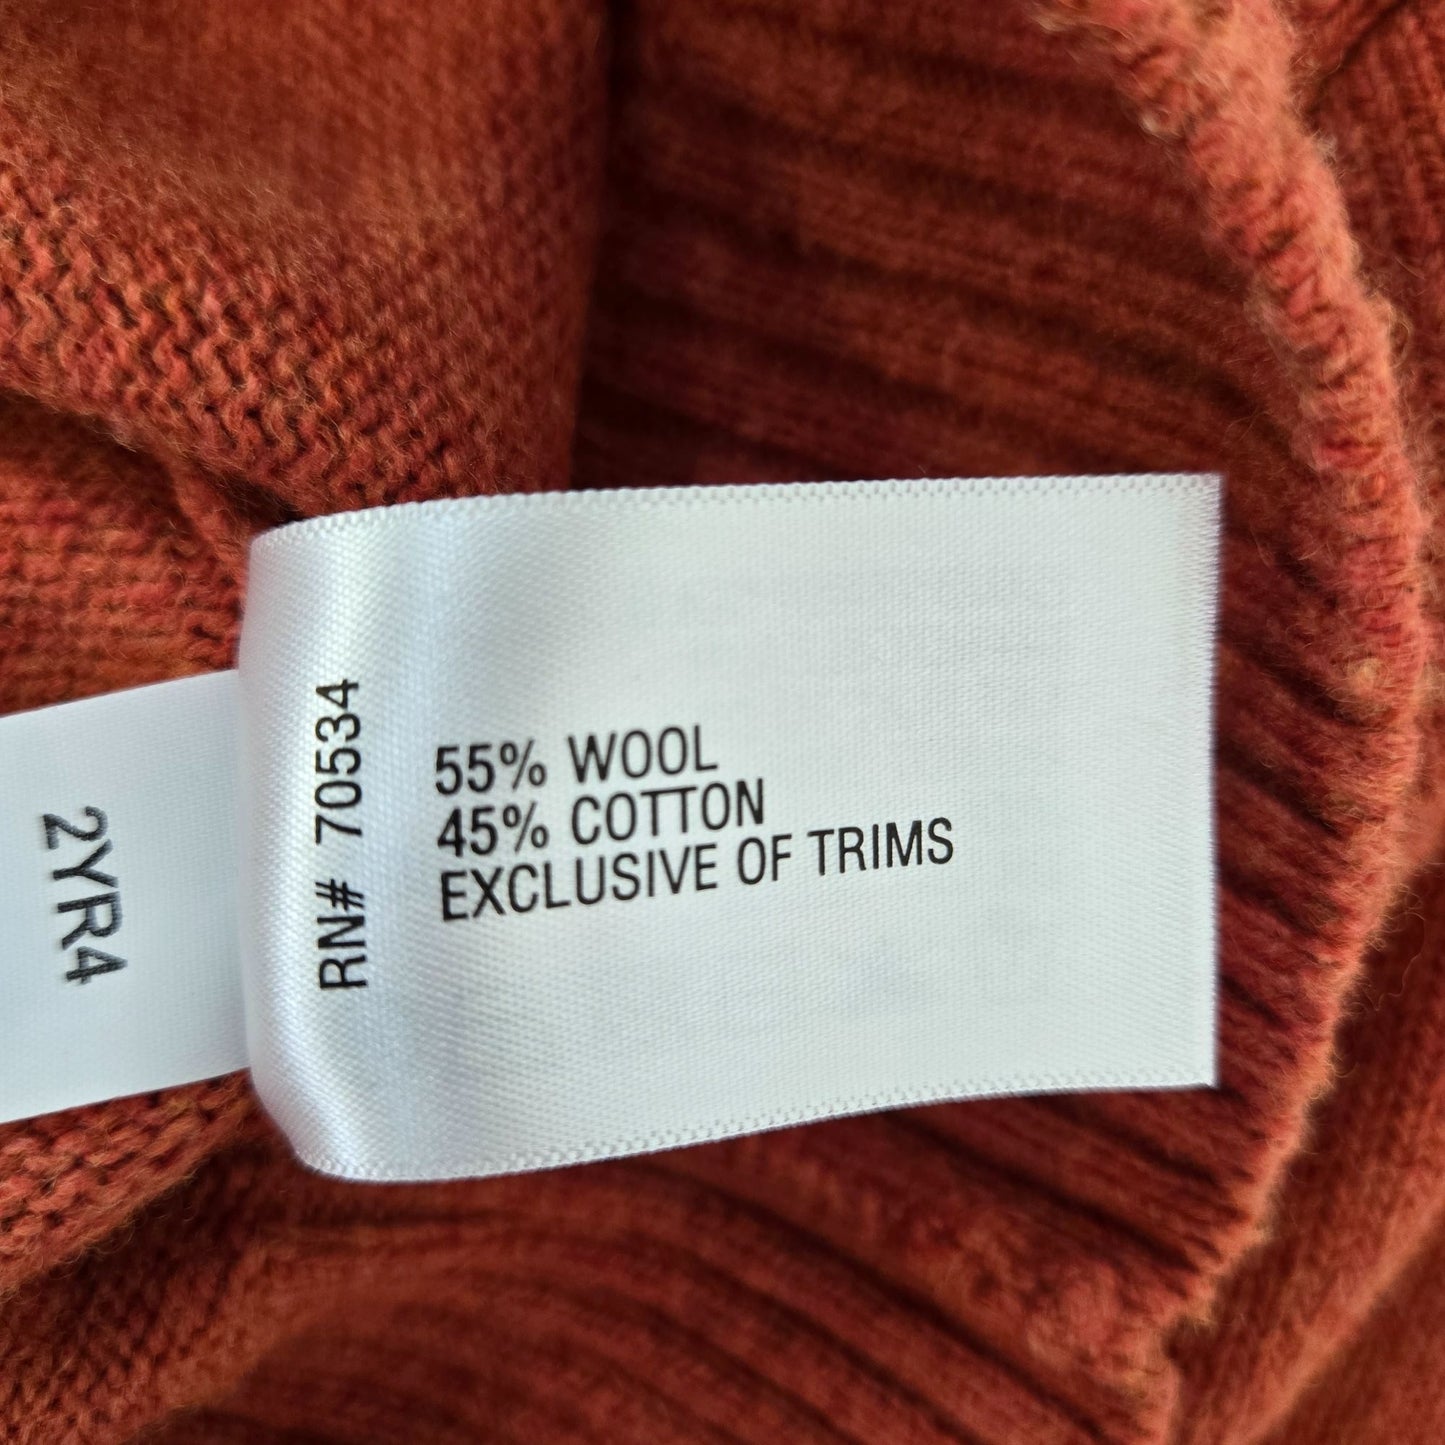 55% WOOL
45% COTTON
EXCLUSIVE OF TRIMS
RN# 70534
2YR4